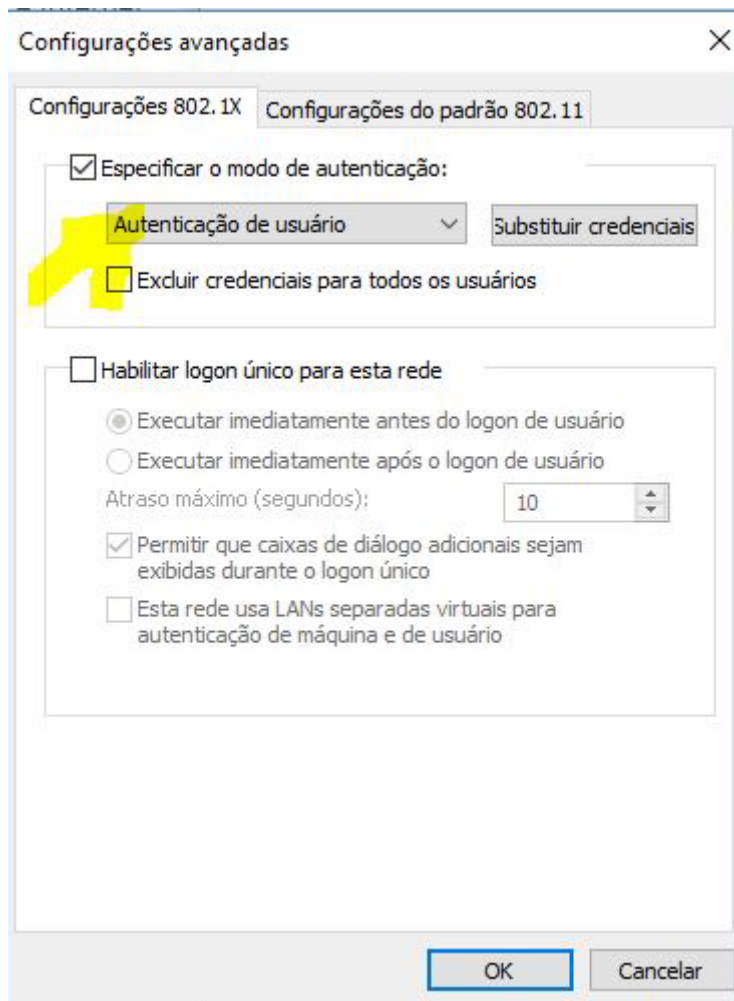 Configurações avançadas
Configurações 802.1X
Configurações do padrão 802.11
Especificar o modo de autenticação:
Autenticação de usuário
Substituir credenciais
Excluir credenciais para todos os usuários
Habilitar logon único para esta rede
Executar imediatamente antes do logon de usuário
Executar imediatamente após o logon de usuário
Atraso máximo (segundos):
10
Permitir que caixas de diálogo adicionais sejam
exibidas durante o logon único
Esta rede usa LANs separadas virtuais para
autenticação de máquina e de usuário
OK
Cancelar